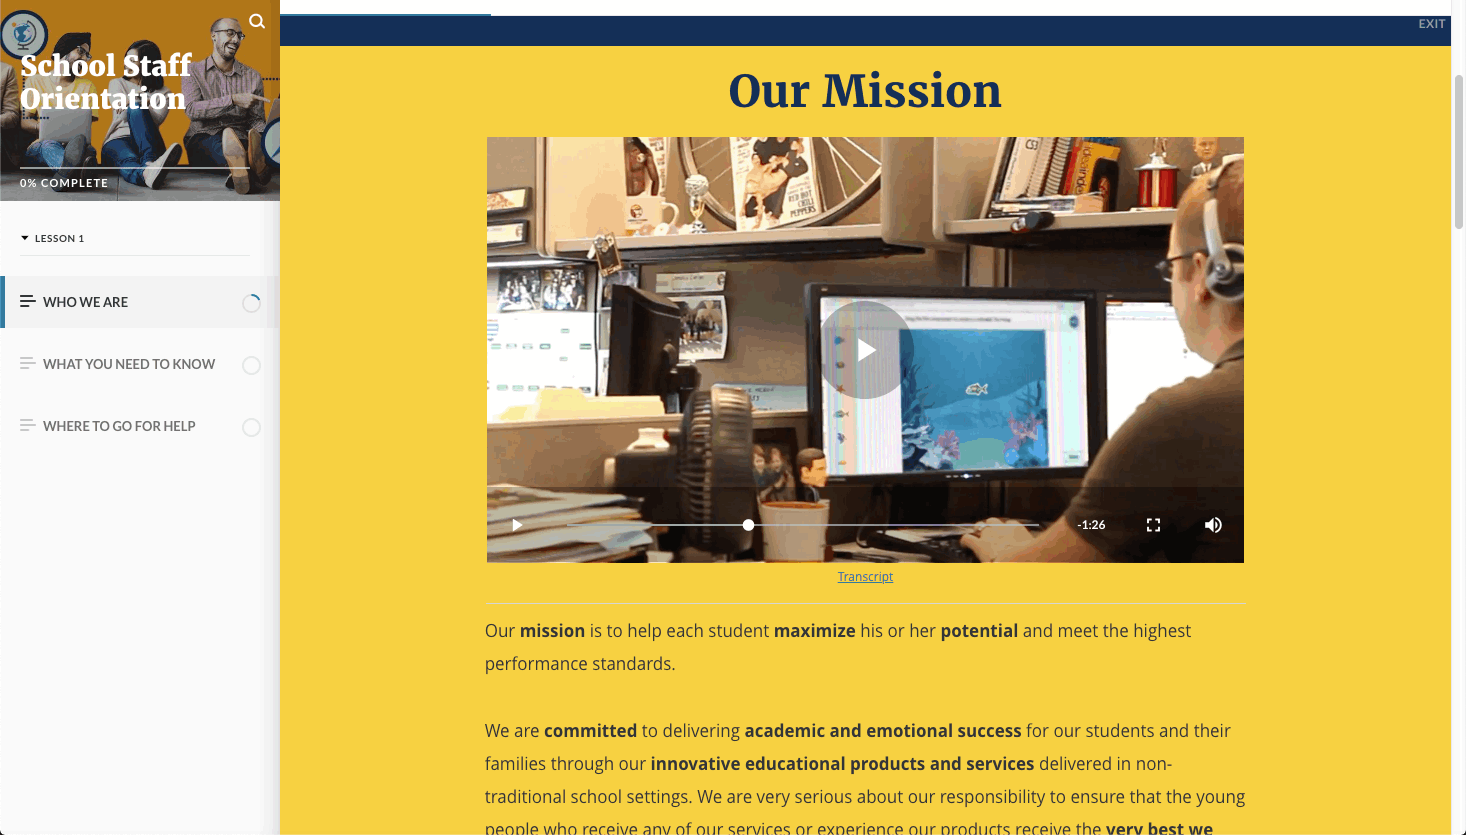 School Staff
Orientation
0% COMPLETE
LESSON 1
WHO WE ARE
WHAT YOU NEED TO KNOW
WHERE TO GO FOR HELP
EXIT
Our Mission
RED HOT
CHILI
PEPPERS
CS3
-1:26
Transcript
Our mission is to help each student maximize his or her potential and meet the highest
performance standards.
We are committed to delivering academic and emotional success for our students and their
families through our innovative educational products and services delivered in non-
traditional school settings. We are very serious about our responsibility to ensure that the young
people who receive any of our services or experience our products receive the very best we